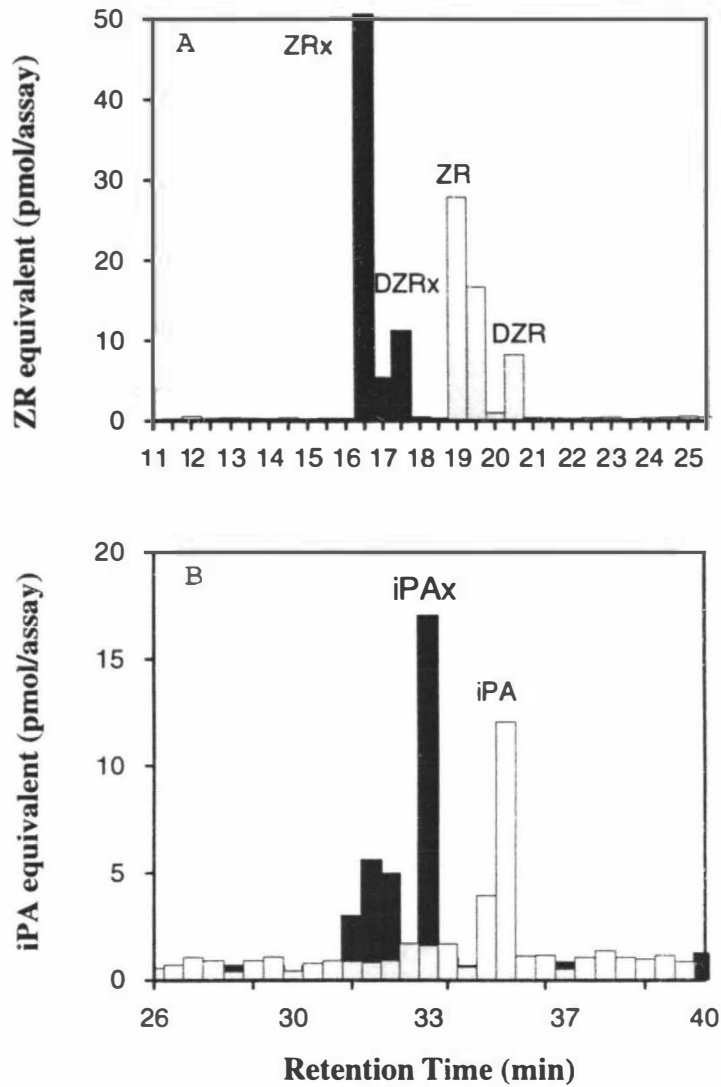 50
A
ZRx
40
30
ZR
20
DZRx
10
DZR
0
11 12 13 14 15 16 17 18 19 20 21 22 23 24 25
ZR equivalent (pmol/assay)
20
B
iPAx
15
iPA
10
5
0
26 30 33 37 40
iPA equivalent (pmol/assay)
Retention Time (min)